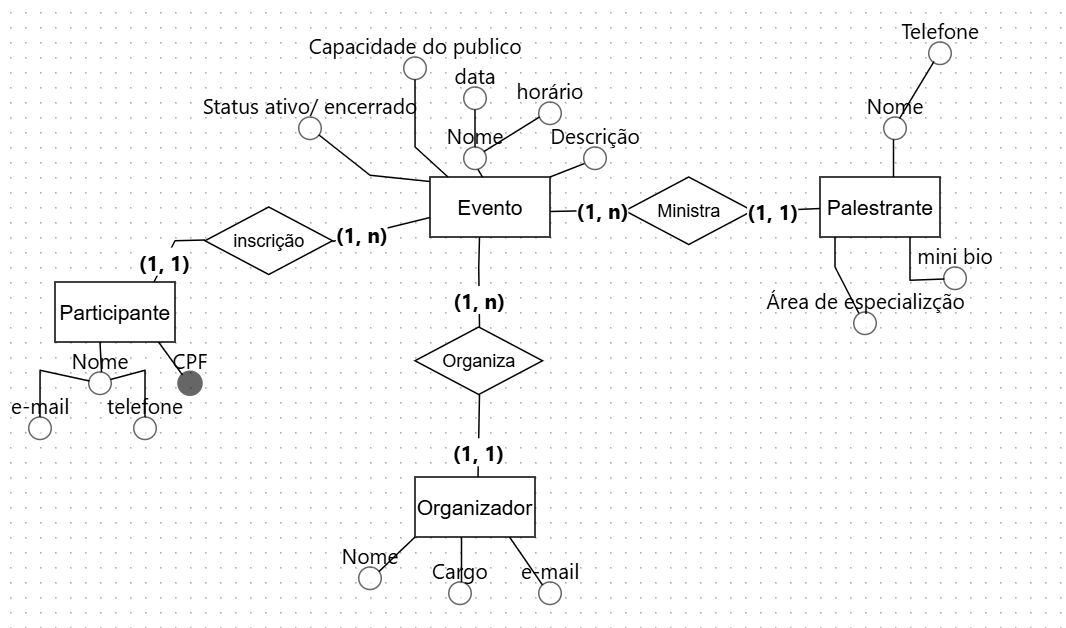 Telefone
Capacidade do publico
data
horário
Status ativo/ encerrado
Nome
Nome
Descrição
Evento
(1, n)
Ministra
(1, 1)
Palestrante
inscrição
(1, n)
(1, 1)
mini bio
Participante
(1, n)
Área de especializção
Nome
CPF
Organiza
e-mail
telefone
(1, 1)
Organizador
Nome
Cargo
e-mail